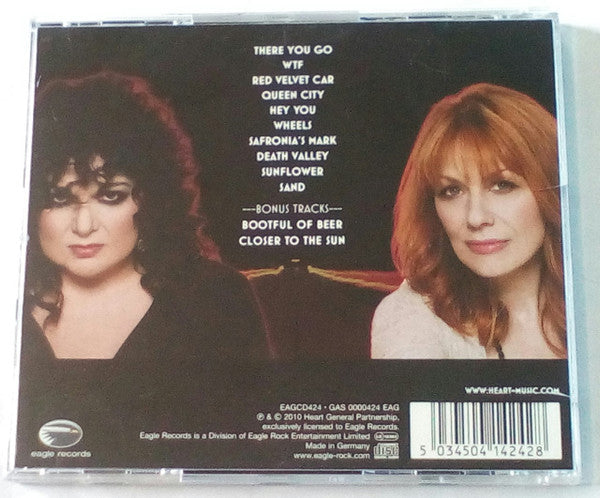 THERE YOU GO
WTF
RED VELVET CAR
QUEEN CITY
HEY YOU
WHEELS
SAFRONIA'S MARK
DEATH VALLEY
SUNFLOWER
SAND
---BONUS TRACKS---
BOOTFUL OF BEER
CLOSER TO THE SUN
WWW.HEART-MUSIC.COM
EAGCD424 • GAS 0000424 EAG
℗ & © 2010 Heart General Partnership,
exclusively licensed to Eagle Records.
Eagle Records is a Division of Eagle Rock Entertainment Limited
Made in Germany
www.eagle-rock.com
eagle records
5 034504 142428